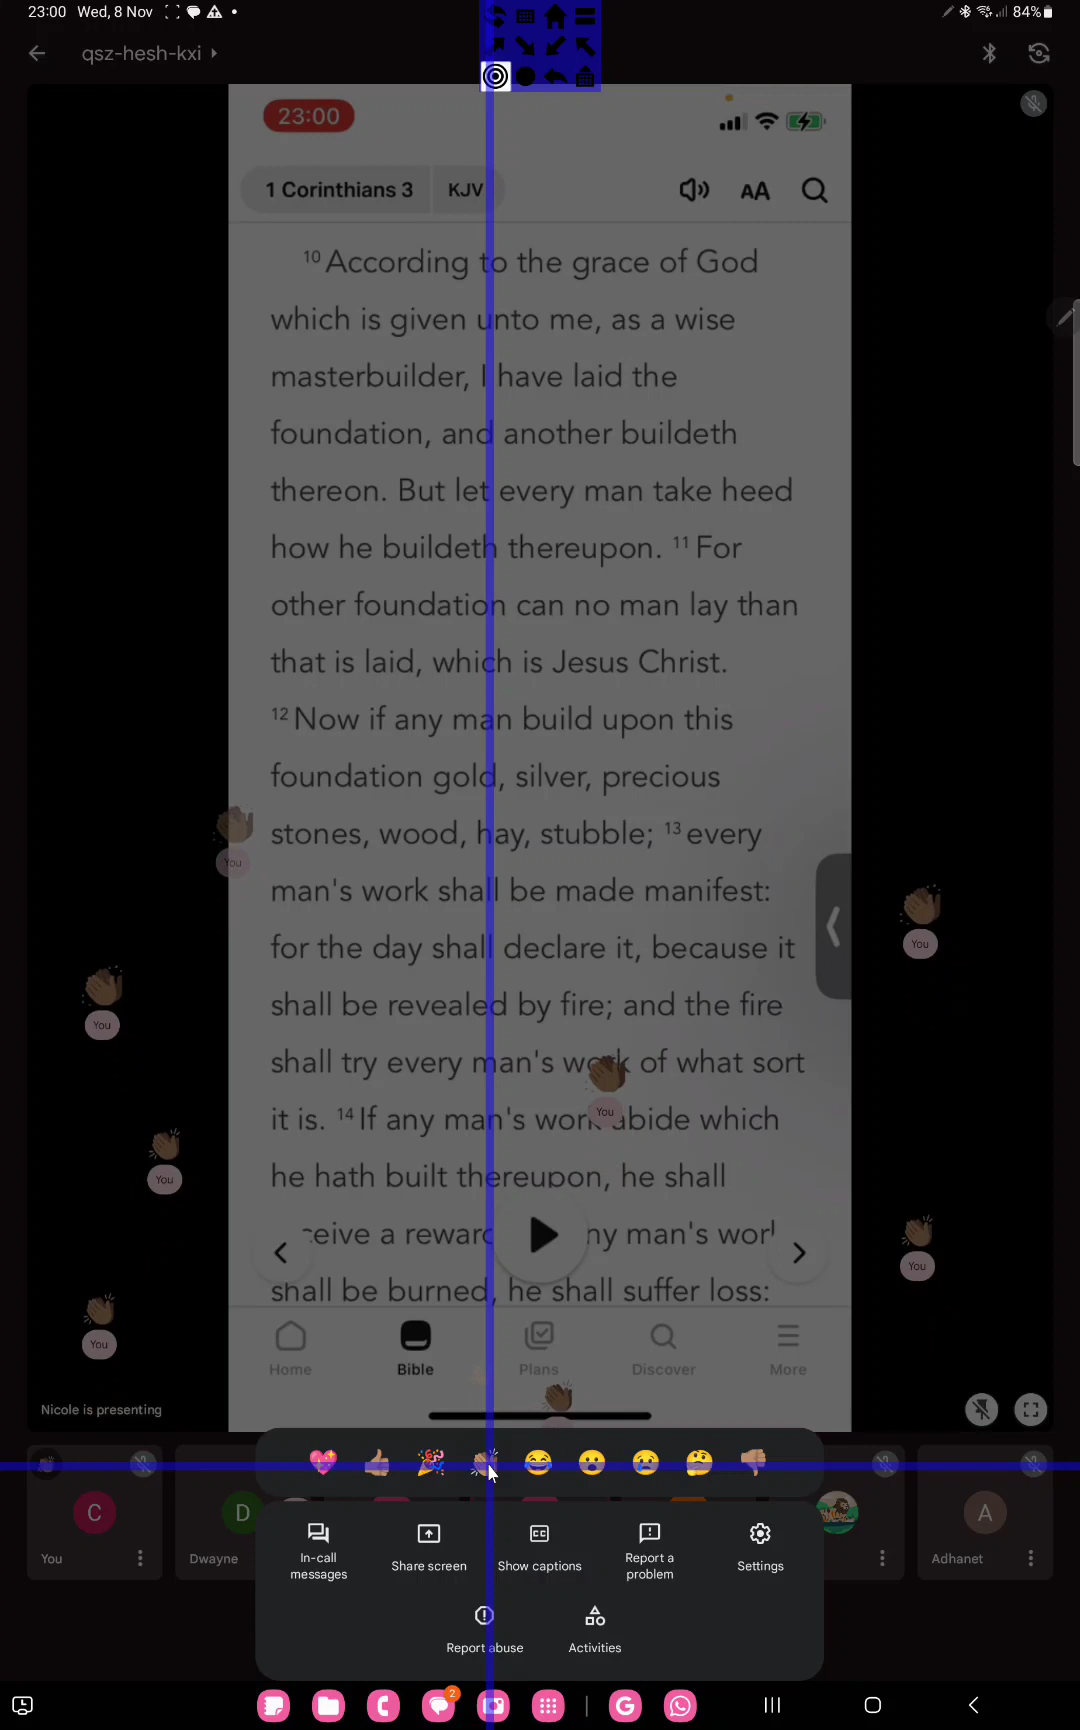 23:00 Wed, 8 Nov
84%
qsz-hesh-kxi
23:00
1 Corinthians 3 KJV
AA
10 According to the grace of God
which is given unto me, as a wise
masterbuilder, I have laid the
foundation, and another buildeth
thereon. But let every man take heed
how he buildeth thereupon. 11 For
other foundation can no man lay than
that is laid, which is Jesus Christ.
12 Now if any man build upon this
foundation gold, silver, precious
stones, wood, hay, stubble; 13 every
You
man's work shall be made manifest:
for the day shall declare it, because it
You
shall be revealed by fire; and the fire
You
shall try every man's work of what sort
it is. 14 If any man's work abide which
You
he hath built thereupon, he shall
You
ceive a reward ny man's work
You
shall be burned, he shall suffer loss:
You
Home Bible Plans Discover More
Nicole is presenting
C D A
You Dwayne Adhanet
In-call messages
Share screen
CC
Show captions
Report a problem
Settings
Report abuse
Activities
2
G